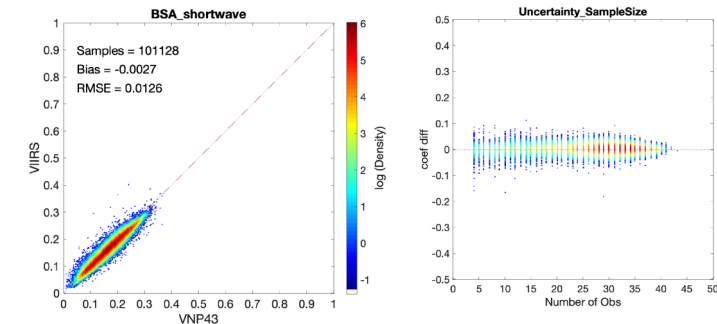 BSA_shortwave
Samples = 101128
Bias = -0.0027
RMSE = 0.0126
1
0.9
0.8
0.7
0.6
0.5
0.4
0.3
0.2
0.1
0
VIIRS
0 0.1 0.2 0.3 0.4 0.5 0.6 0.7 0.8 0.9 1
VNP43
6
5
4
3
2
1
0
-1
log (Density)
Uncertainty_SampleSize
0.5
0.4
0.3
0.2
0.1
0
-0.1
-0.2
-0.3
-0.4
-0.5
coef diff
0 5 10 15 20 25 30 35 40 45 50
Number of Obs